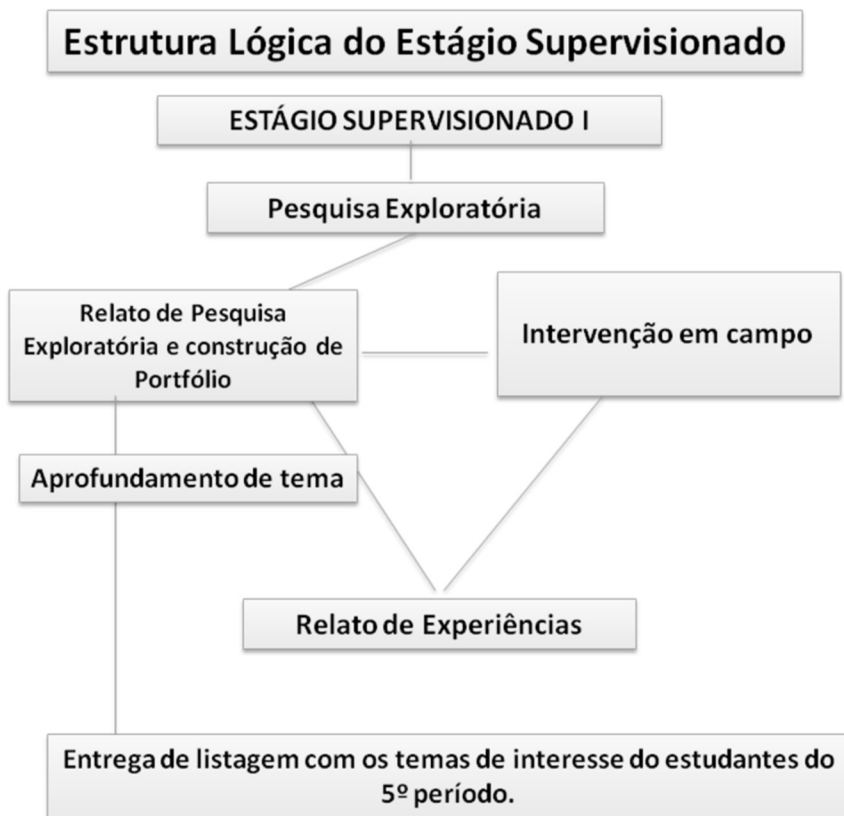 Estrutura Lógica do Estágio Supervisionado
ESTÁGIO SUPERVISIONADO I
Pesquisa Exploratória
Relato de Pesquisa
Exploratória e construção de
Portfólio
Intervenção em campo
Aprofundamento de tema
Relato de Experiências
Entrega de listagem com os temas de interesse do estudantes do
5º período.